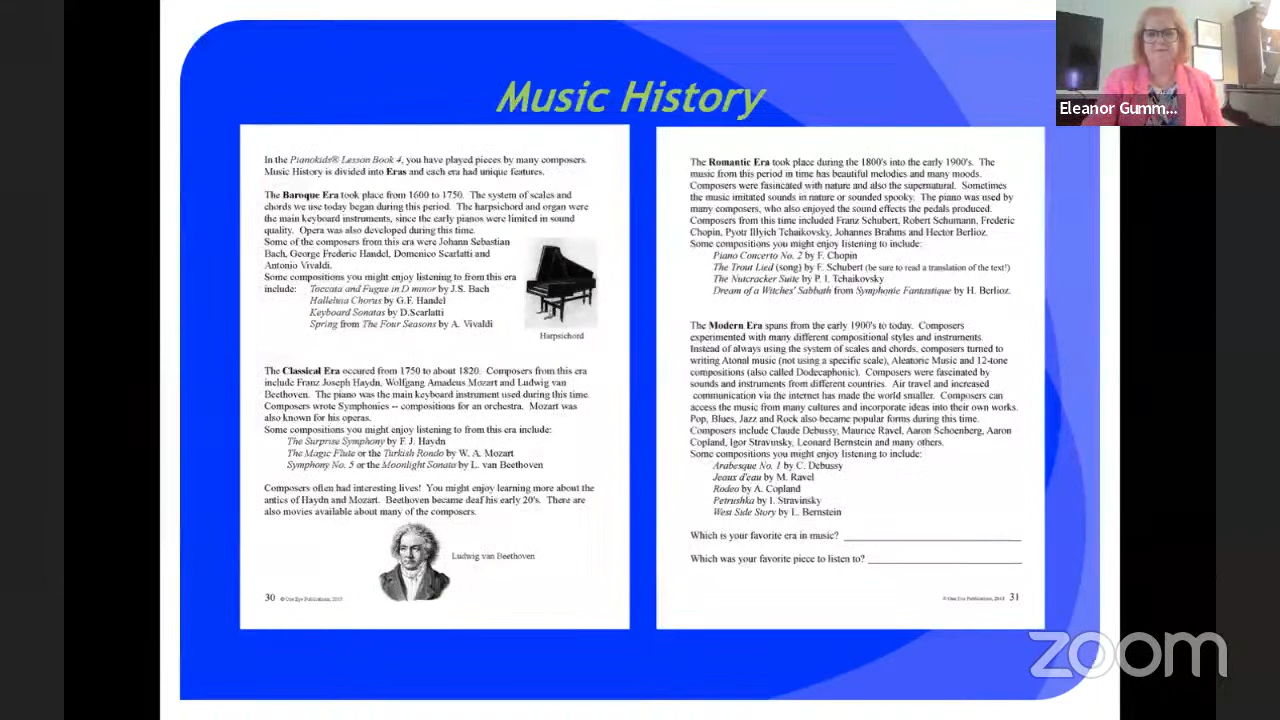 Music History
Eleanor Gumm...
In the Pianokids® Lesson Book 4, you have played pieces by many composers.
Music History is divided into Eras and each era had unique features.
The Baroque Era took place from 1600 to 1750. The system of scales and
chords we use today began during this period. The harpsichord and organ were
the main keyboard instruments, since the early pianos were limited in sound
quality. Opera was also developed during this time.
Some of the composers from this era were Johann Sebastian
Bach, George Frederic Handel, Domenico Scarlatti and
Antonio Vivaldi.
Some compositions you might enjoy listening to from this era
include: Toccata and Fugue in D minor by J.S. Bach
Hallelula Chorus by G.F. Handel
Keyboard Sonatas by D.Scarlatti
Spring from The Four Seasons by A. Vivaldi
Harpsichord
The Classical Era occured from 1750 to about 1820. Composers from this era
include Franz Joseph Haydn, Wolfgang Amadeus Mozart and Ludwig van
Beethoven. The piano was the main keyboard instrument used during this time.
Composers wrote Symphonies -- compositions for an orchestra. Mozart was
also known for his operas.
Some compositions you might enjoy listening to from this era include:
The Surprise Symphony by F. J. Haydn
The Magic Flute or the Turkish Rondo by W. A. Mozart
Symphony No. 5 or the Moonlight Sonata by L. van Beethoven
Composers often had interesting lives! You might enjoy learning more about the
antics of Haydn and Mozart. Beethoven became deaf his early 20's. There are
also movies available about many of the composers.
Ludwig van Beethoven
30 © One Eye Publications, 2013
The Romantic Era took place during the 1800's into the early 1900's. The
music from this period in time has beautiful melodies and many moods.
Composers were fasincated with nature and also the supernatural. Sometimes
the music imitated sounds in nature or sounded spooky. The piano was used by
many composers, who also enjoyed the sound effects the pedals produced.
Composers from this time included Franz Schubert, Robert Schumann, Frederic
Chopin, Pyotr Illyich Tchaikovsky, Johannes Brahms and Hector Berlioz.
Some compositions you might enjoy listening to include:
Piano Concerto No. 2 by F. Chopin
The Trout Lied (song) by F. Schubert (be sure to read a translation of the text!)
The Nutcracker Suite by P. I. Tchaikovsky
Dream of a Witches' Sabbath from Symphonie Fantastique by H. Berlioz.
The Modern Era spans from the early 1900's to today. Composers
experimented with many different compositional styles and instruments.
Instead of always using the system of scales and chords, composers turned to
writing Atonal music (not using a specific scale), Aleatoric Music and 12-tone
compositions (also called Dodecaphonic). Composers were fascinated by
sounds and instruments from different countries. Air travel and increased
communication via the internet has made the world smaller. Composers can
access the music from many cultures and incorporate ideas into their own works.
Pop, Blues, Jazz and Rock also became popular forms during this time.
Composers include Claude Debussy, Maurice Ravel, Aaron Schoenberg, Aaron
Copland, Igor Stravinsky, Leonard Bernstein and many others.
Some compositions you might enjoy listening to include:
Arabesque No. 1 by C. Debussy
Jeaux d'eau by M. Ravel
Rodeo by A. Copland
Petrushka by I. Stravinsky
West Side Story by L. Bernstein
Which is your favorite era in music?
Which was your favorite piece to listen to?
© One Eye Publications, 2013 31
zoom